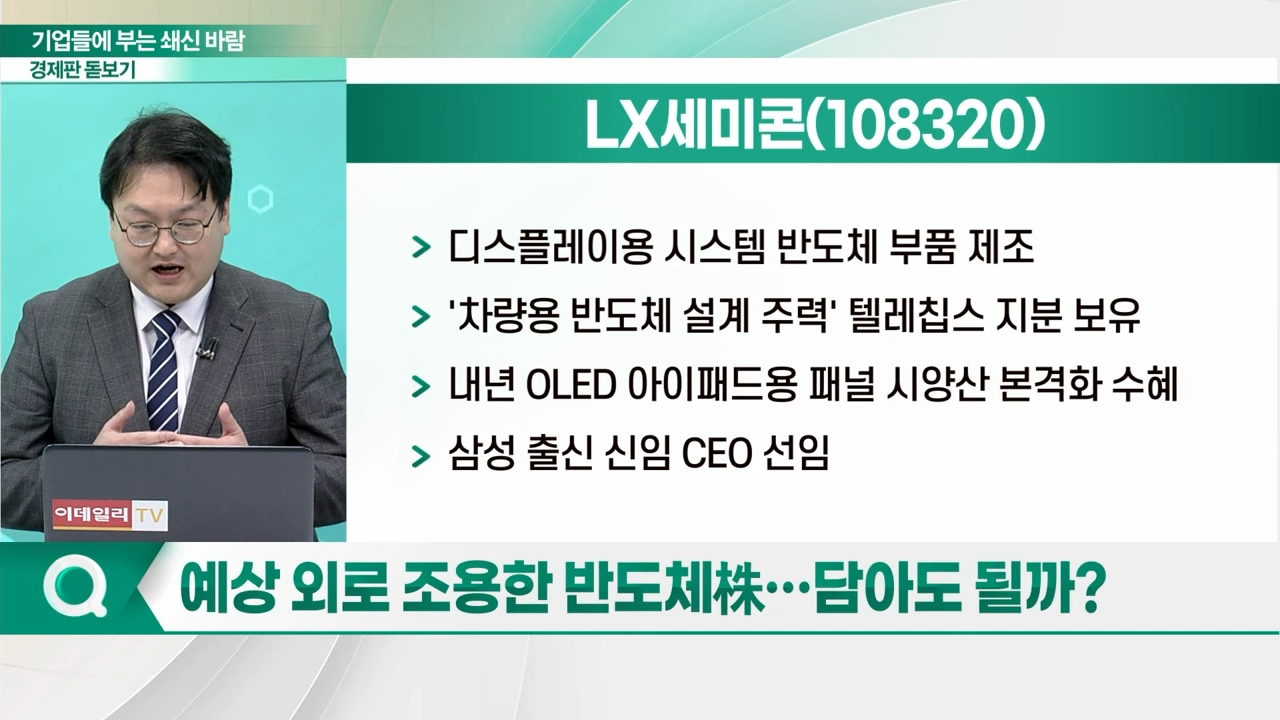 기업들에 부는 쇄신 바람
경제판 돋보기
LX세미콘(108320)
> 디스플레이용 시스템 반도체 부품 제조
> '차량용 반도체 설계 주력' 텔레칩스 지분 보유
> 내년 OLED 아이패드용 패널 시양산 본격화 수혜
> 삼성 출신 신임 CEO 선임
이데일리 TV
Q 예상 외로 조용한 반도체株…담아도 될까?